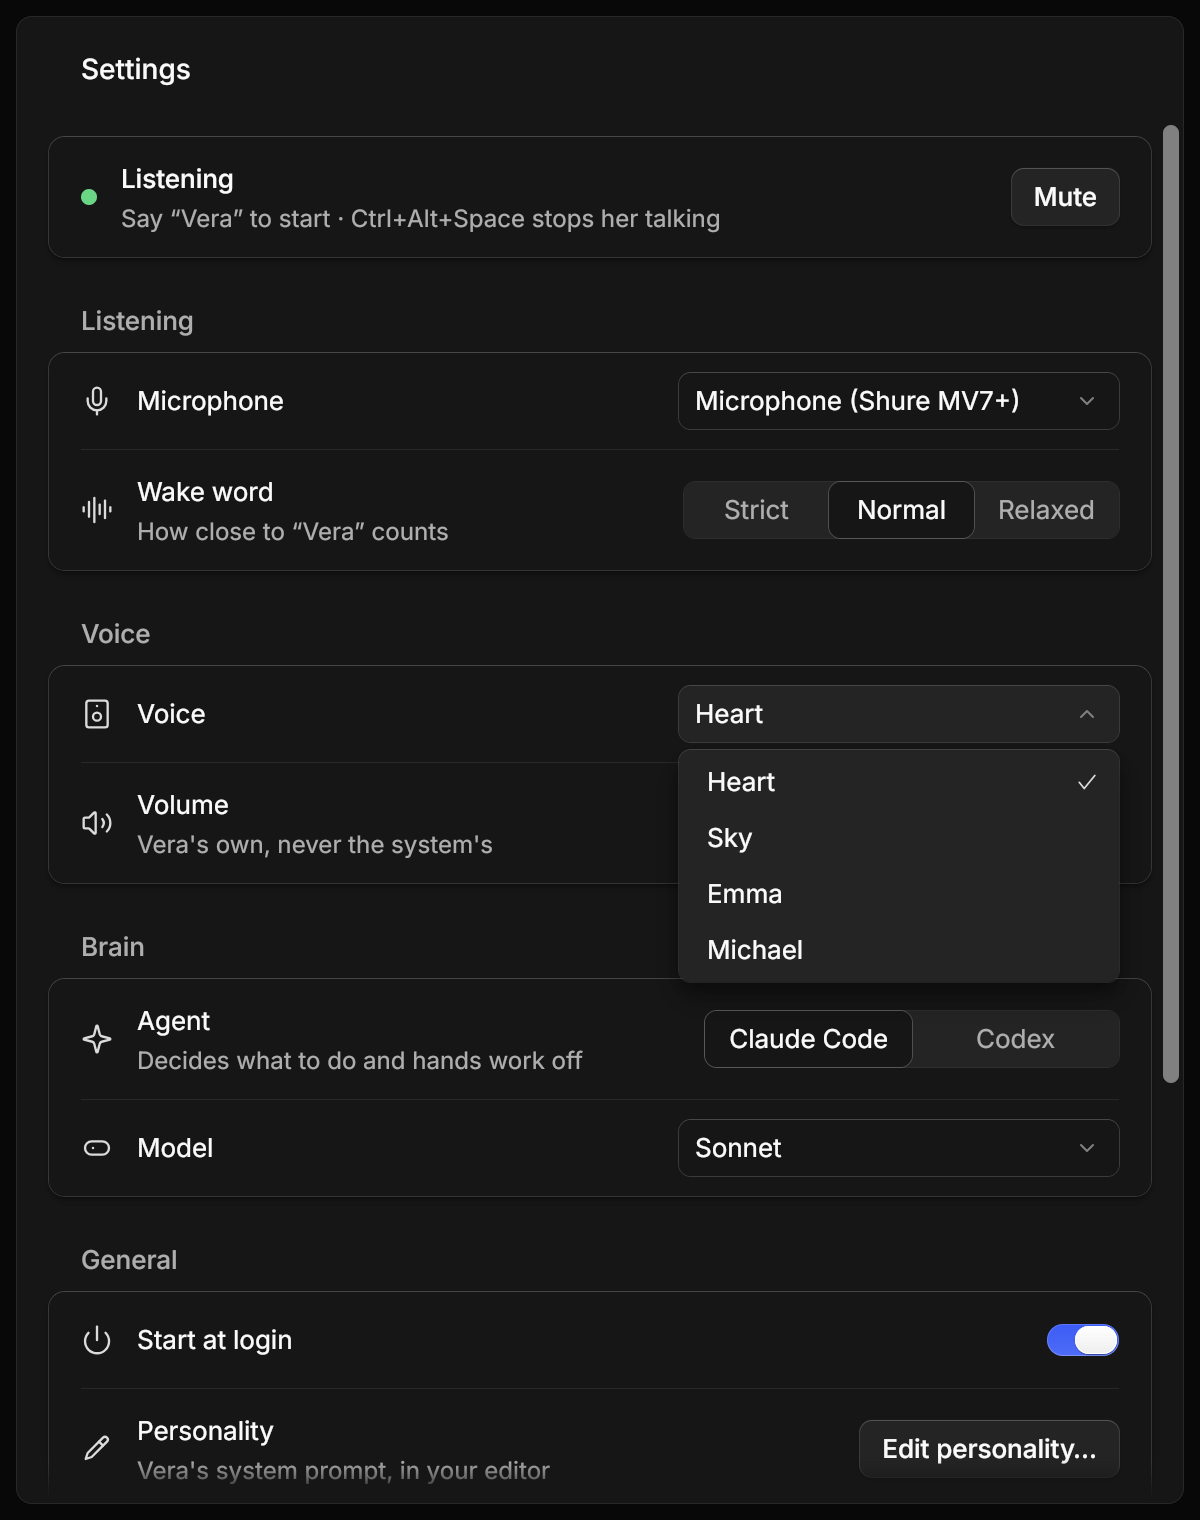 Settings
Listening
Say “Vera” to start · Ctrl+Alt+Space stops her talking
Mute
Listening
Microphone
Microphone (Shure MV7+)
Wake word
How close to “Vera” counts
Strict
Normal
Relaxed
Voice
Voice
Heart
Heart
Sky
Emma
Michael
Volume
Vera's own, never the system's
Brain
Agent
Decides what to do and hands work off
Claude Code
Codex
Model
Sonnet
General
Start at login
Personality
Vera's system prompt, in your editor
Edit personality...